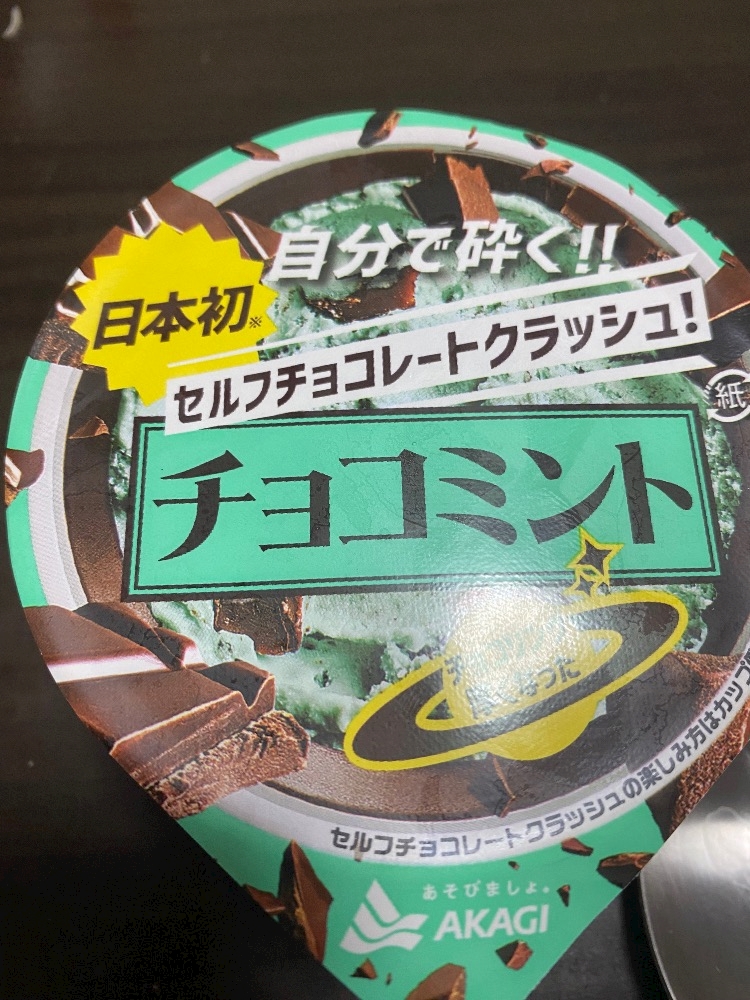 自分で砕く!!
日本初※
セルフチョコレートクラッシュ!
紙
チョコミント
なった
セルフチョコレートクラッシュの楽しみ方はカップ
あそびましょ。
AKAGI